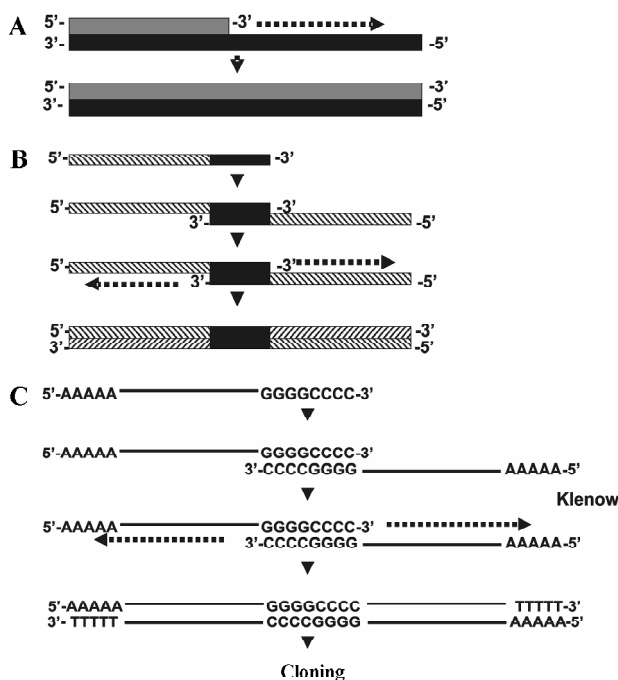 A
5'- -3'
3'- -5'
5'- -3'
3'- -5'
B
5'- -3'
5'- -3'
3'- -5'
5'- -3'
3'- -5'
5'- -3'
3'- -5'
C
5'-AAAAA GGGGCCCC-3'
5'-AAAAA GGGGCCCC-3'
3'-CCCCGGGG AAAAA-5'
Klenow
5'-AAAAA GGGGCCCC-3'
3'-CCCCGGGG AAAAA-5'
5'-AAAAA GGGGCCCC TTTTT-3'
3'-TTTTT CCCCGGGG AAAAA-5'
Cloning